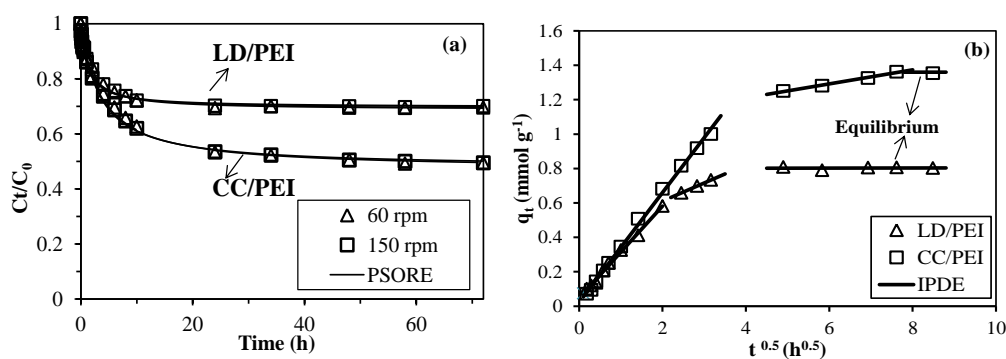 (a)
LD/PEI
CC/PEI
60 rpm
150 rpm
PSORE
Ct/C₀
1
0.8
0.6
0.4
0.2
0
0 20 40 60
Time (h)
(b)
Equilibrium
LD/PEI
CC/PEI
IPDE
qₜ (mmol g⁻¹)
1.6
1.4
1.2
1
0.8
0.6
0.4
0.2
0
0 2 4 6 8 10
t ⁰·⁵ (h⁰·⁵)